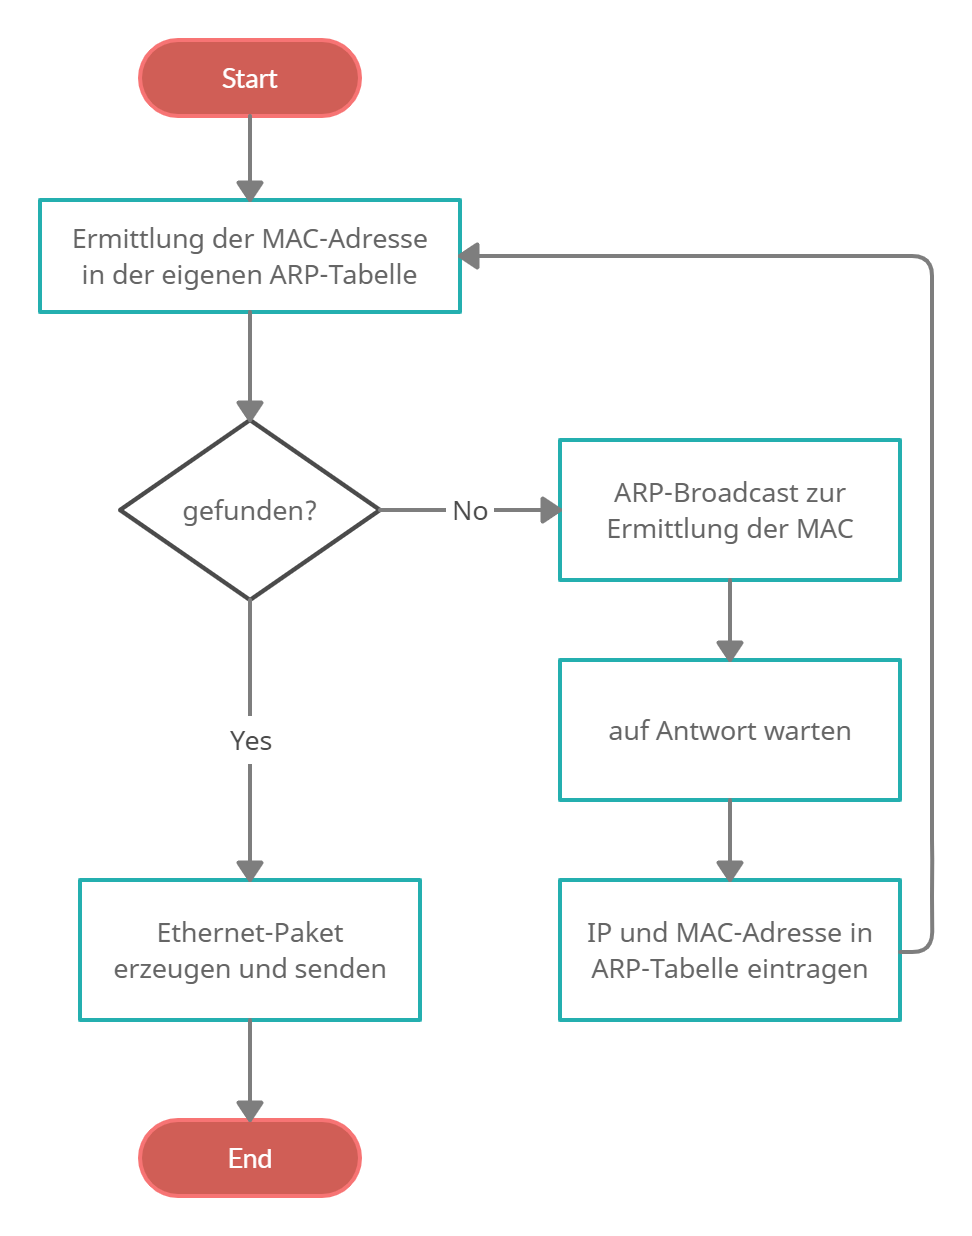 Start
Ermittlung der MAC-Adresse
in der eigenen ARP-Tabelle
gefunden?
No
ARP-Broadcast zur
Ermittlung der MAC
auf Antwort warten
Yes
Ethernet-Paket
erzeugen und senden
IP und MAC-Adresse in
ARP-Tabelle eintragen
End